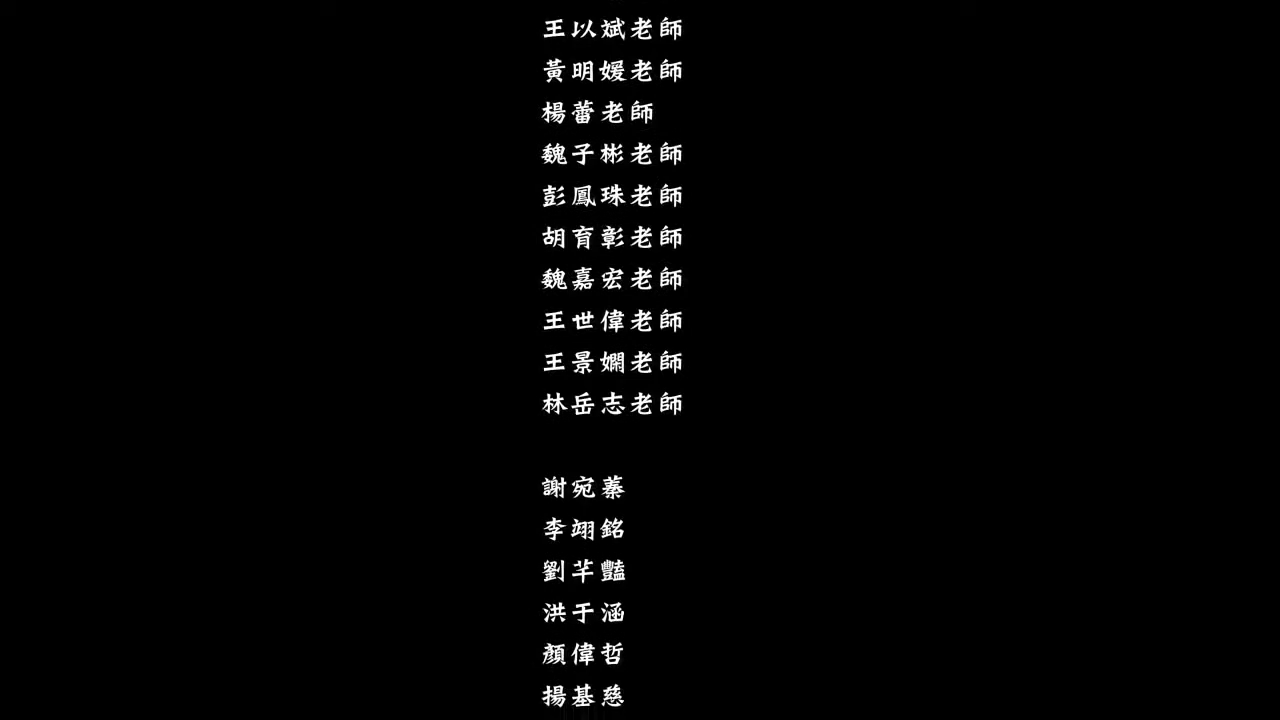 王以斌老師
黃明媛老師
楊蕾老師
魏子彬老師
彭鳳珠老師
胡育彰老師
魏嘉宏老師
王世偉老師
王景嫻老師
林岳志老師
謝宛蓁
李翊銘
劉芊豔
洪于涵
顏偉哲
揚基慈